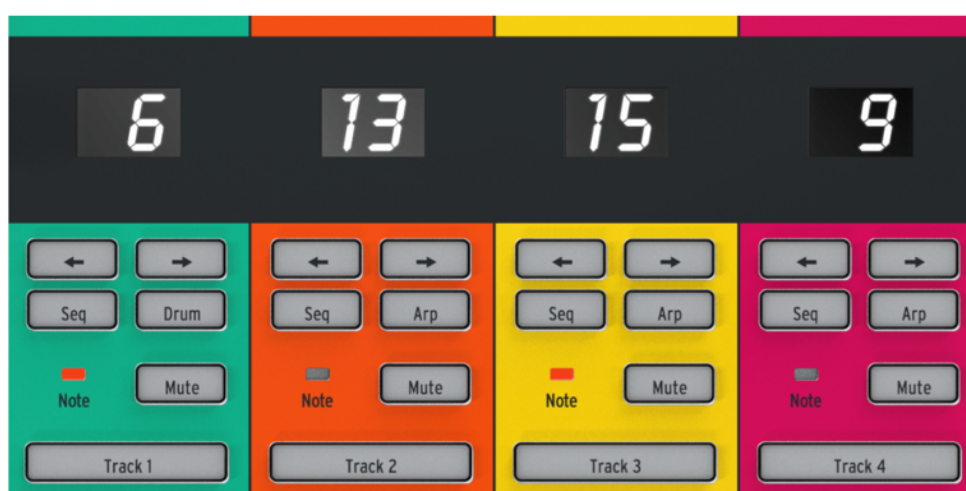 6 13 15 9
← → ← → ← → ← →
Seq Drum Seq Arp Seq Arp Seq Arp
Note Mute Note Mute Note Mute Note Mute
Track 1 Track 2 Track 3 Track 4